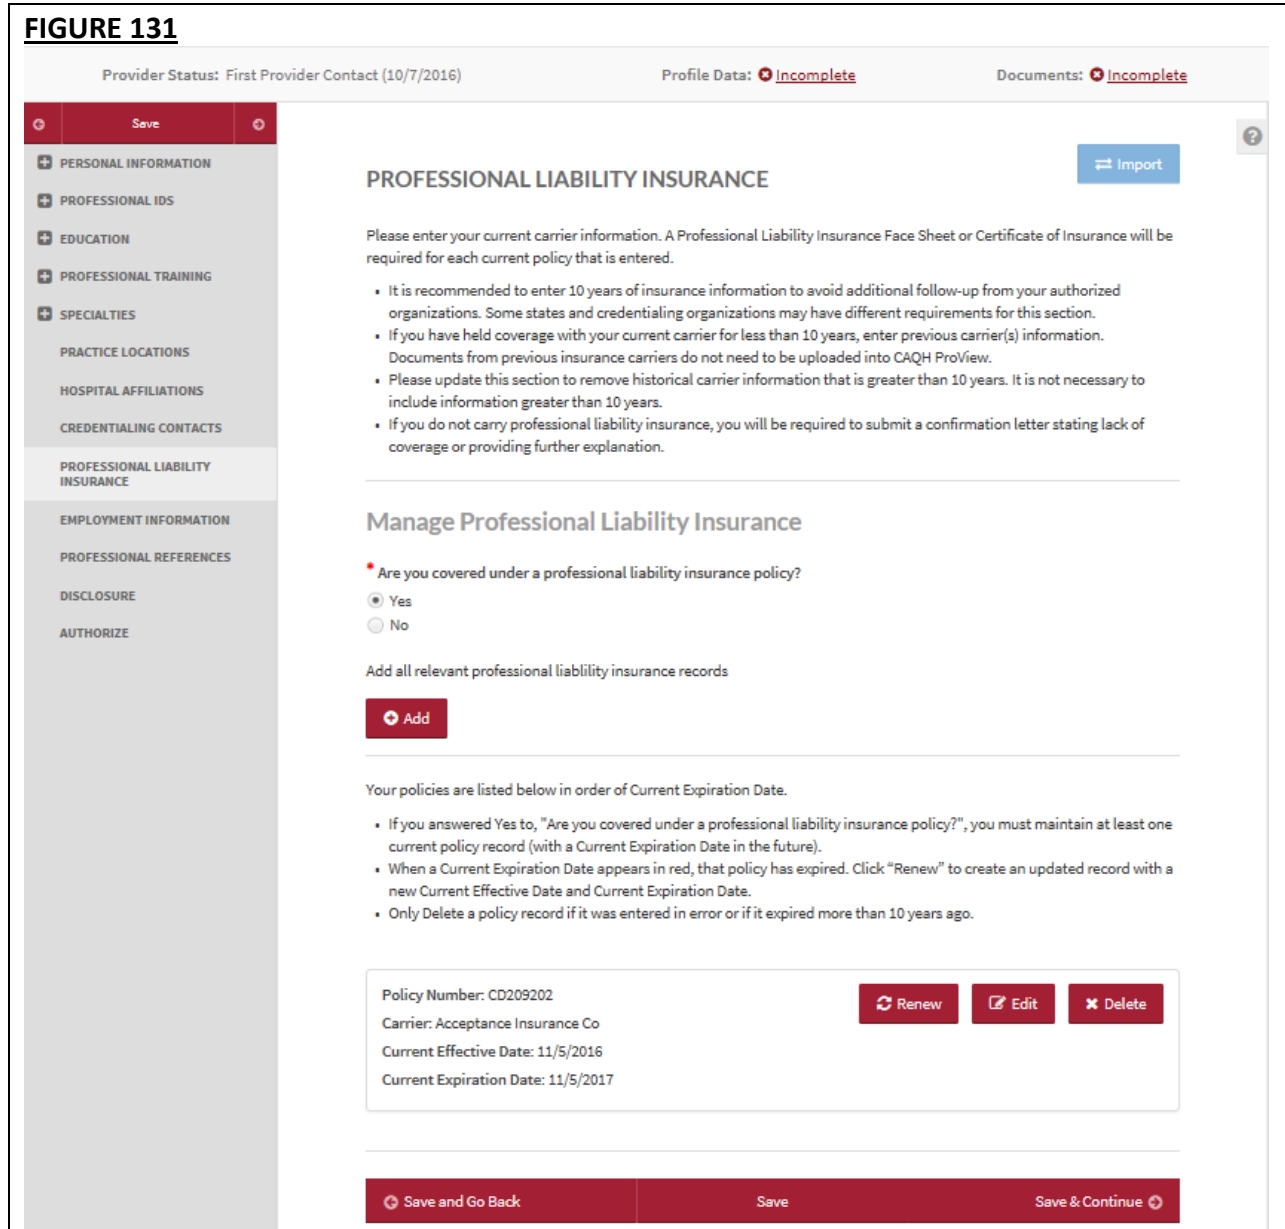 FIGURE 131
Provider Status: First Provider Contact (10/7/2016) Profile Data: Incomplete Documents: Incomplete
Save
PERSONAL INFORMATION
PROFESSIONAL IDS
EDUCATION
PROFESSIONAL TRAINING
SPECIALTIES
PRACTICE LOCATIONS
HOSPITAL AFFILIATIONS
CREDENTIALING CONTACTS
PROFESSIONAL LIABILITY
INSURANCE
EMPLOYMENT INFORMATION
PROFESSIONAL REFERENCES
DISCLOSURE
AUTHORIZE
Import
PROFESSIONAL LIABILITY INSURANCE
Please enter your current carrier information. A Professional Liability Insurance Face Sheet or Certificate of Insurance will be
required for each current policy that is entered.
• It is recommended to enter 10 years of insurance information to avoid additional follow-up from your authorized
organizations. Some states and credentialing organizations may have different requirements for this section.
• If you have held coverage with your current carrier for less than 10 years, enter previous carrier(s) information.
Documents from previous insurance carriers do not need to be uploaded into CAQH ProView.
• Please update this section to remove historical carrier information that is greater than 10 years. It is not necessary to
include information greater than 10 years.
• If you do not carry professional liability insurance, you will be required to submit a confirmation letter stating lack of
coverage or providing further explanation.
Manage Professional Liability Insurance
* Are you covered under a professional liability insurance policy?
Yes
No
Add all relevant professional liablility insurance records
Add
Your policies are listed below in order of Current Expiration Date.
• If you answered Yes to, "Are you covered under a professional liability insurance policy?", you must maintain at least one
current policy record (with a Current Expiration Date in the future).
• When a Current Expiration Date appears in red, that policy has expired. Click “Renew” to create an updated record with a
new Current Effective Date and Current Expiration Date.
• Only Delete a policy record if it was entered in error or if it expired more than 10 years ago.
Policy Number: CD209202
Renew Edit Delete
Carrier: Acceptance Insurance Co
Current Effective Date: 11/5/2016
Current Expiration Date: 11/5/2017
Save and Go Back Save Save & Continue